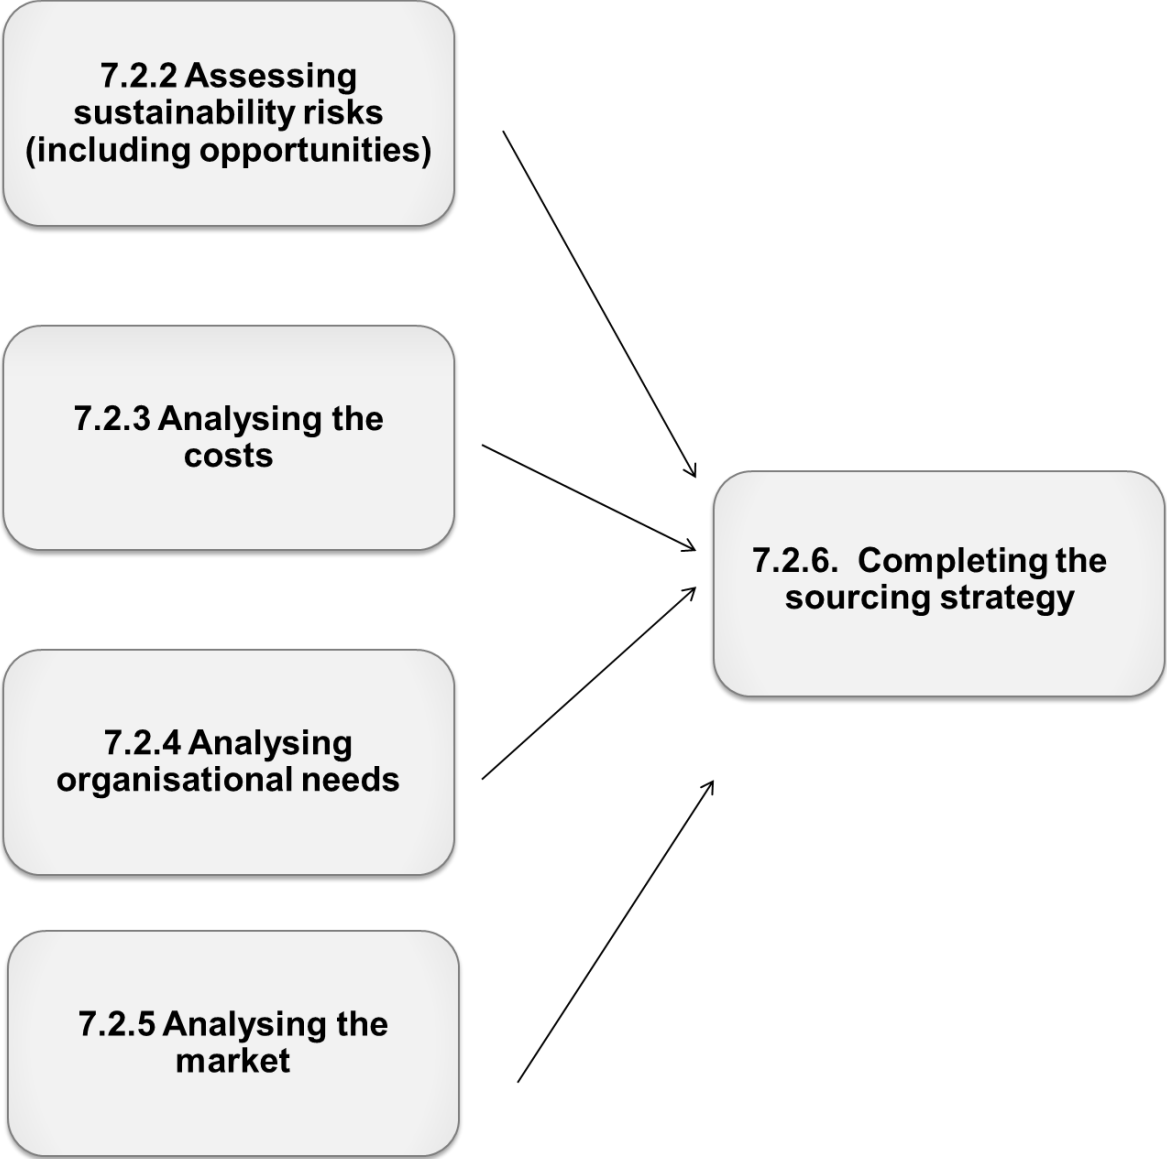 7.2.2 Assessing
sustainability risks
(including opportunities)
7.2.3 Analysing the
costs
7.2.6.  Completing the
sourcing strategy
7.2.4 Analysing
organisational needs
7.2.5 Analysing the
market